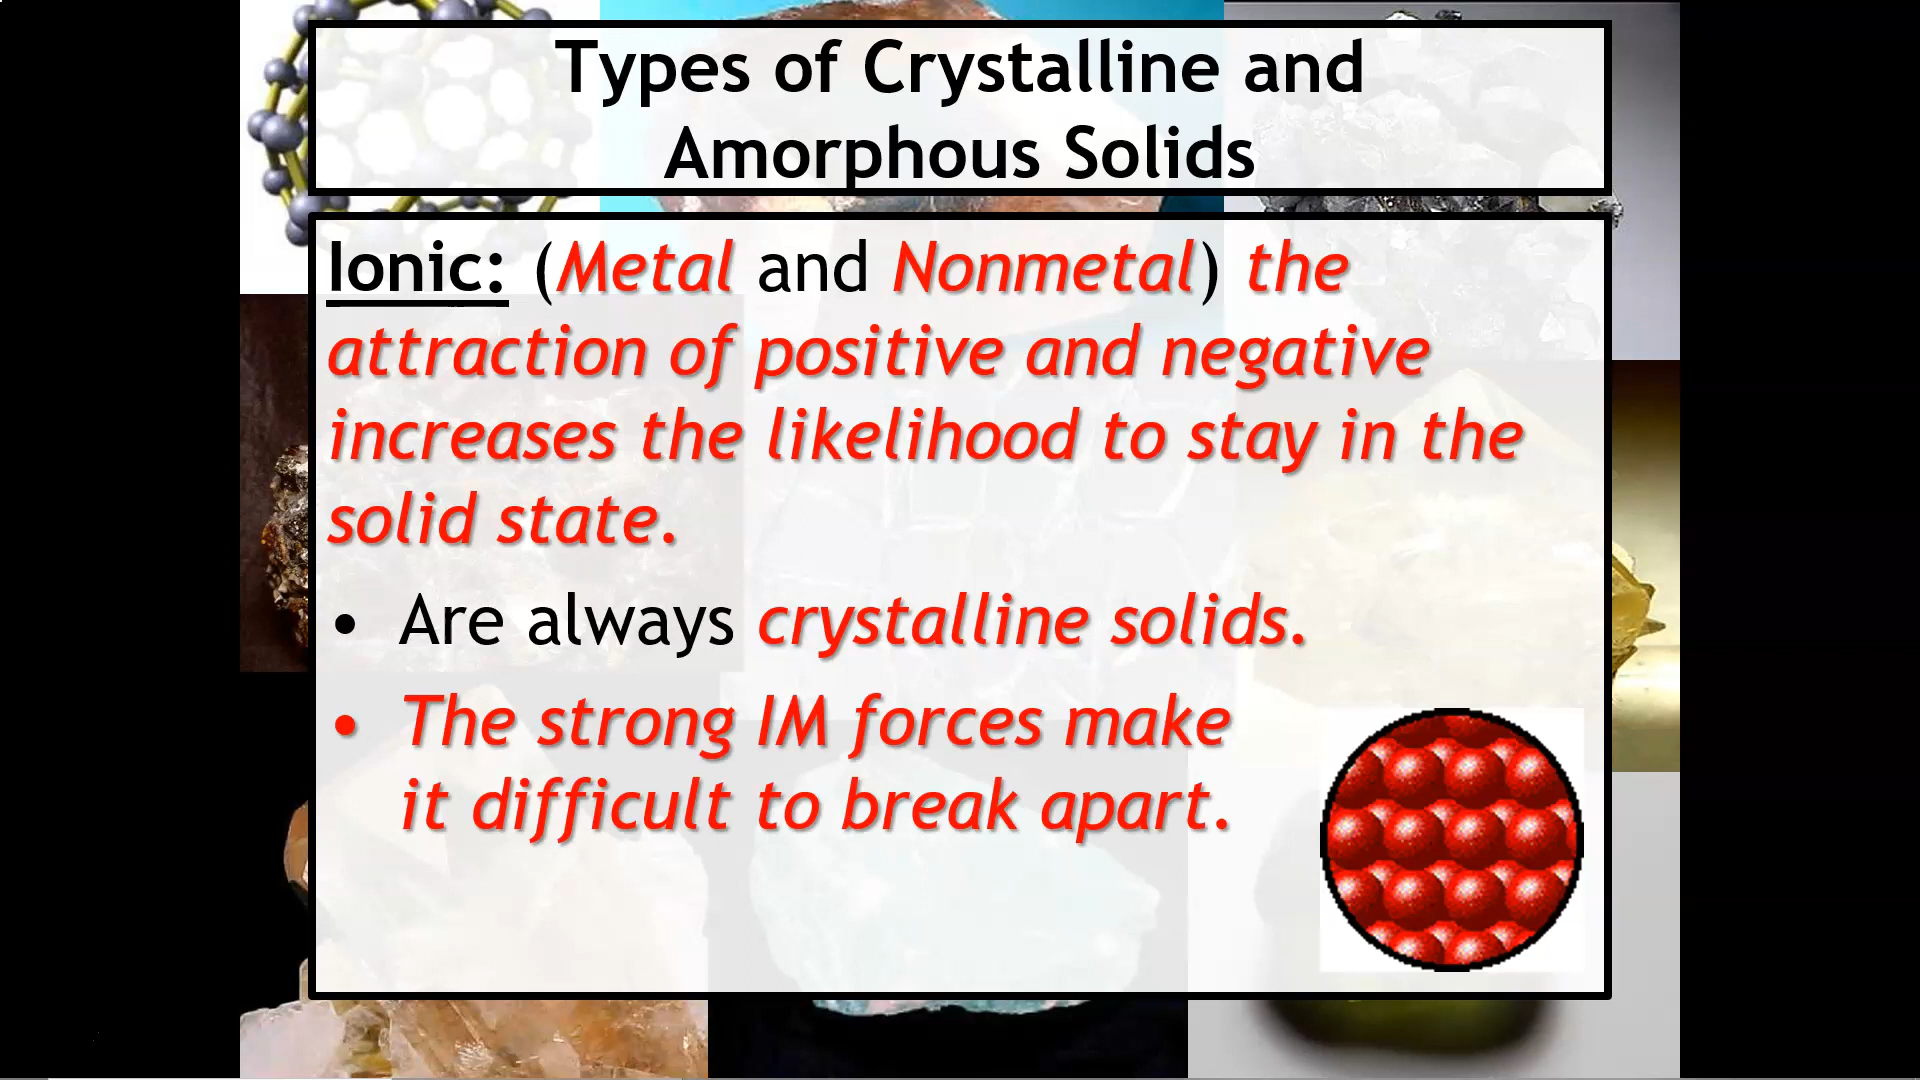 Types of Crystalline and
Amorphous Solids
Ionic: (Metal and Nonmetal) the
attraction of positive and negative
increases the likelihood to stay in the
solid state.
• Are always crystalline solids.
• The strong IM forces make
it difficult to break apart.